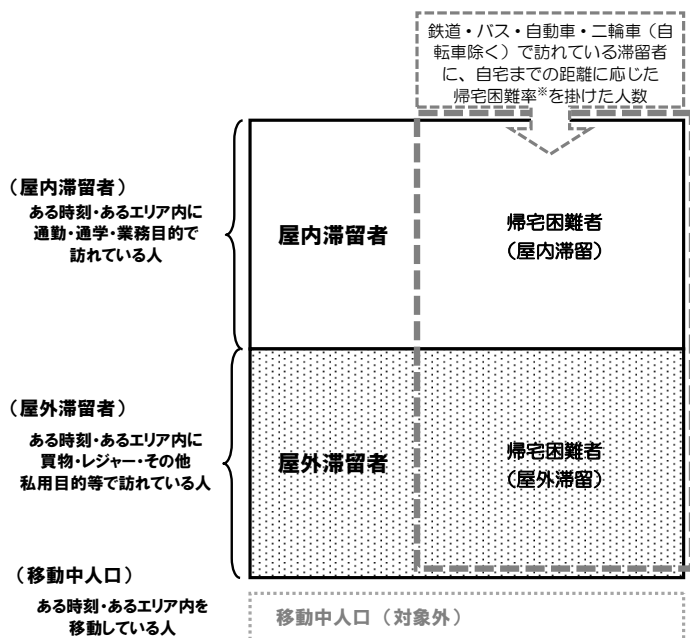 鉄道・バス・自動車・二輪車（自
転車除く）で訪れている滞留者
に、自宅までの距離に応じた
帰宅困難率※を掛けた人数
（屋内滞留者）
ある時刻・あるエリア内に
通勤・通学・業務目的で
訪れている人
屋内滞留者
帰宅困難者
（屋内滞留）
（屋外滞留者）
ある時刻・あるエリア内に
買物・レジャー・その他
私用目的等で訪れている人
屋外滞留者
帰宅困難者
（屋外滞留）
（移動中人口）
ある時刻・あるエリア内を
移動している人
移動中人口（対象外）